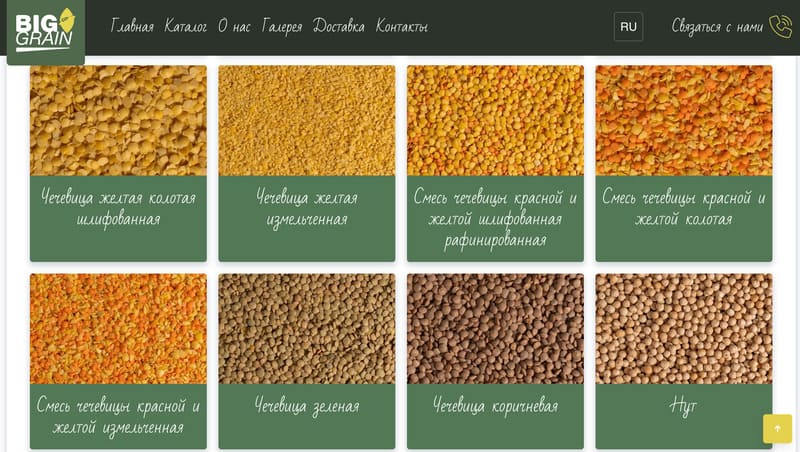 BIG
GRAIN
Главная Каталог О нас Галерея Доставка Контакты
RU
Связаться с нами
Чечевица желтая колотая
шлифованная
Чечевица желтая
измельченная
Смесь чечевицы красной и
желтой шлифованная
рафинированная
Смесь чечевицы красной и
желтой колотая
Смесь чечевицы красной и
желтой измельченная
Чечевица зеленая
Чечевица коричневая
Нут